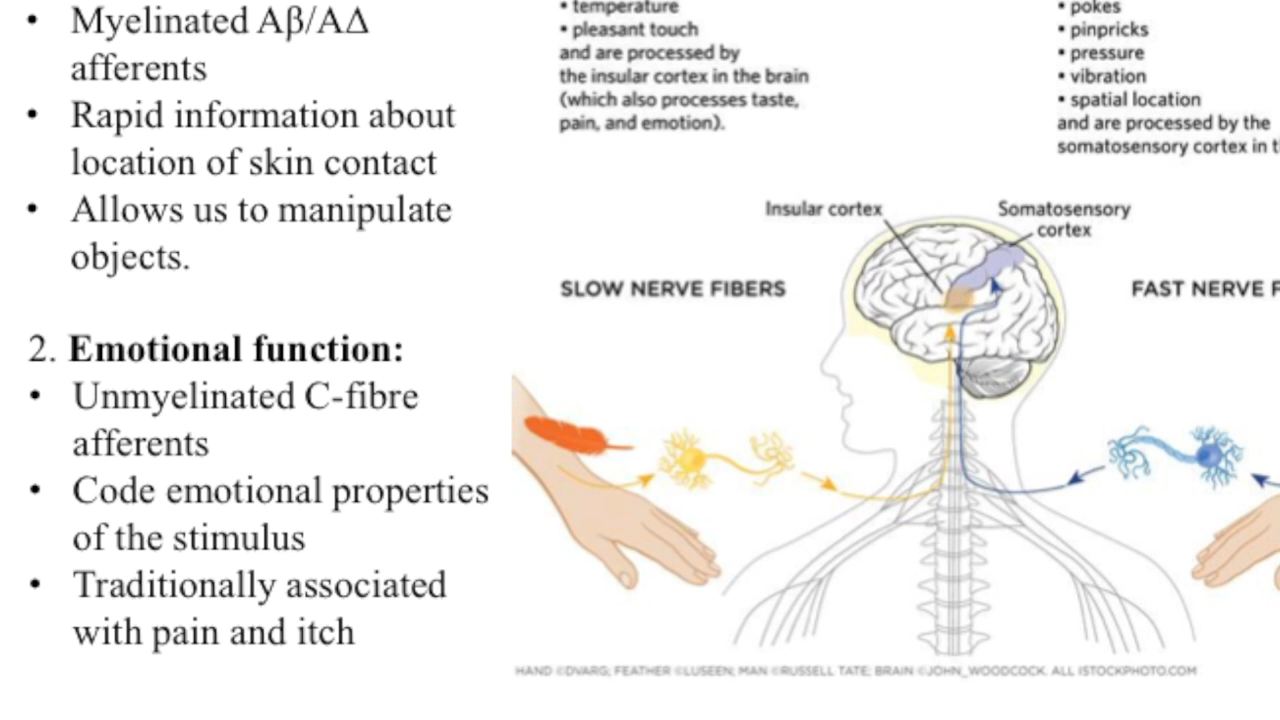 • Myelinated Aβ/AΔ
afferents
• Rapid information about
location of skin contact
• Allows us to manipulate
objects.
2. Emotional function:
• Unmyelinated C-fibre
afferents
• Code emotional properties
of the stimulus
• Traditionally associated
with pain and itch
• temperature
• pleasant touch
and are processed by
the insular cortex in the brain
(which also processes taste,
pain, and emotion).
• pokes
• pinpricks
• pressure
• vibration
• spatial location
and are processed by the
somatosensory cortex in t
Insular cortex
Somatosensory
cortex
SLOW NERVE FIBERS
FAST NERVE F
HAND ©DVARG; FEATHER ©LUSEEN; MAN ©RUSSELL TATE; BRAIN ©JOHN_WOODCOCK. ALL ISTOCKPHOTO.COM